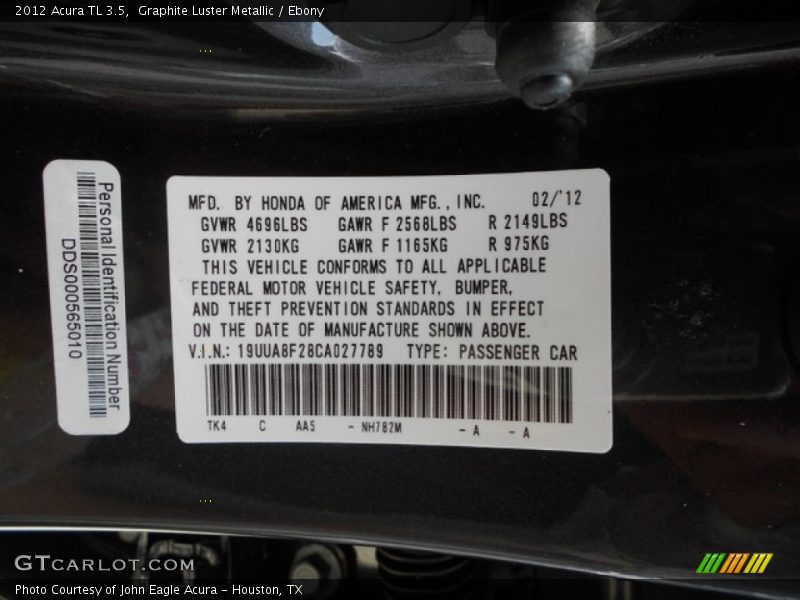 2012 Acura TL 3.5,  Graphite Luster Metallic / Ebony
Personal Identification Number
DDS000565010
MFD. BY HONDA OF AMERICA MFG., INC. 02/'12
GVWR 4696LBS GAWR F 2568LBS R 2149LBS
GVWR 2130KG GAWR F 1165KG R 975KG
THIS VEHICLE CONFORMS TO ALL APPLICABLE
FEDERAL MOTOR VEHICLE SAFETY, BUMPER,
AND THEFT PREVENTION STANDARDS IN EFFECT
ON THE DATE OF MANUFACTURE SHOWN ABOVE.
V.I.N.: 19UUA8F28CA027789 TYPE: PASSENGER CAR
TK4 C AA5 - NH782M - A - A
GTCARLOT.COM
Photo Courtesy of John Eagle Acura - Houston, TX